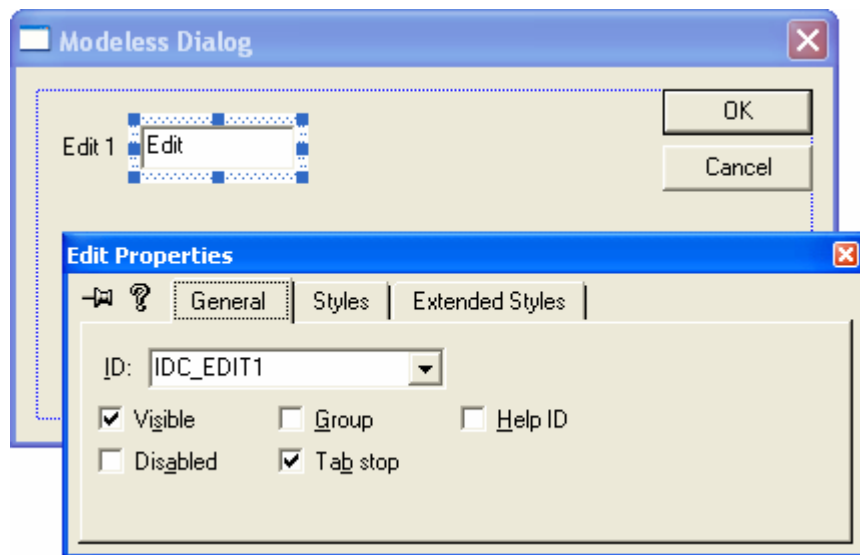 Modeless Dialog
OK
Edit 1 Edit
Cancel
Edit Properties
General Styles Extended Styles
ID: IDC_EDIT1
Visible Group Help ID
Disabled Tab stop